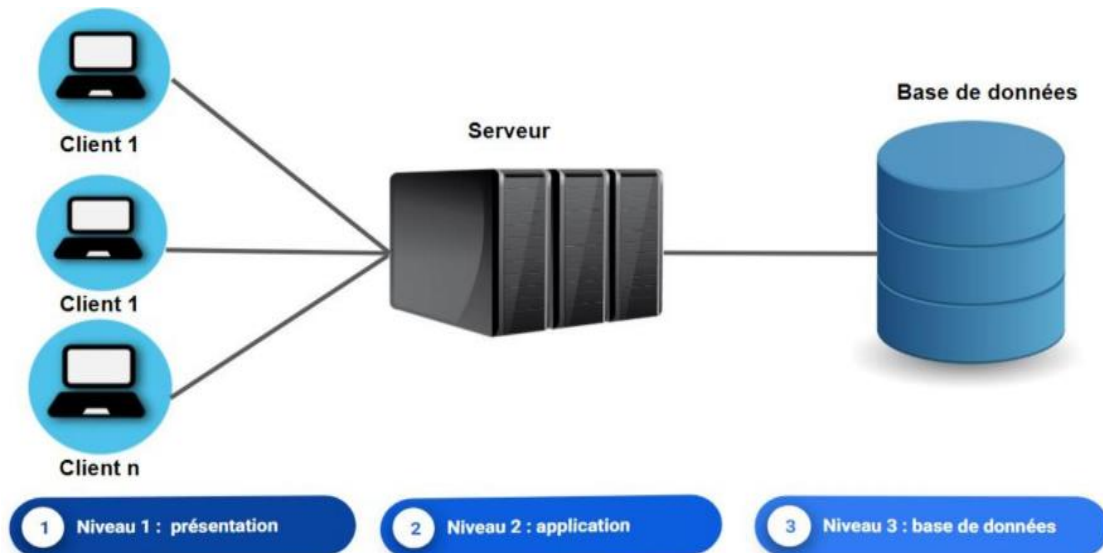 Client 1
Client 1
Client n
Serveur
Base de données
1 Niveau 1 : présentation
2 Niveau 2 : application
3 Niveau 3 : base de données